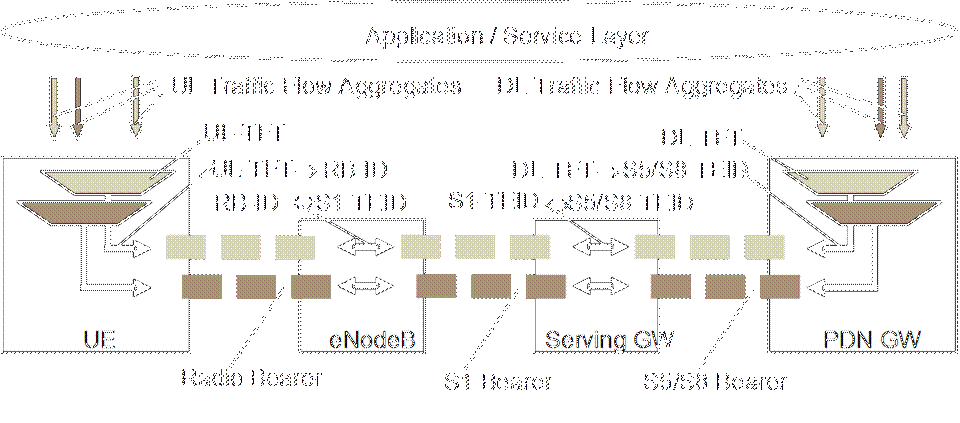 Application / Service Layer
UL Traffic Flow Aggregates
DL Traffic Flow Aggregates
UL-TFT
DL-TFT
UL-TFT → RB-ID
DL-TFT → S5/S8-TEID
RB-ID ↔ S1-TEID
S1-TEID ↔ S5/S8-TEID
UE
eNodeB
Serving GW
PDN GW
Radio Bearer
S1 Bearer
S5/S8 Bearer